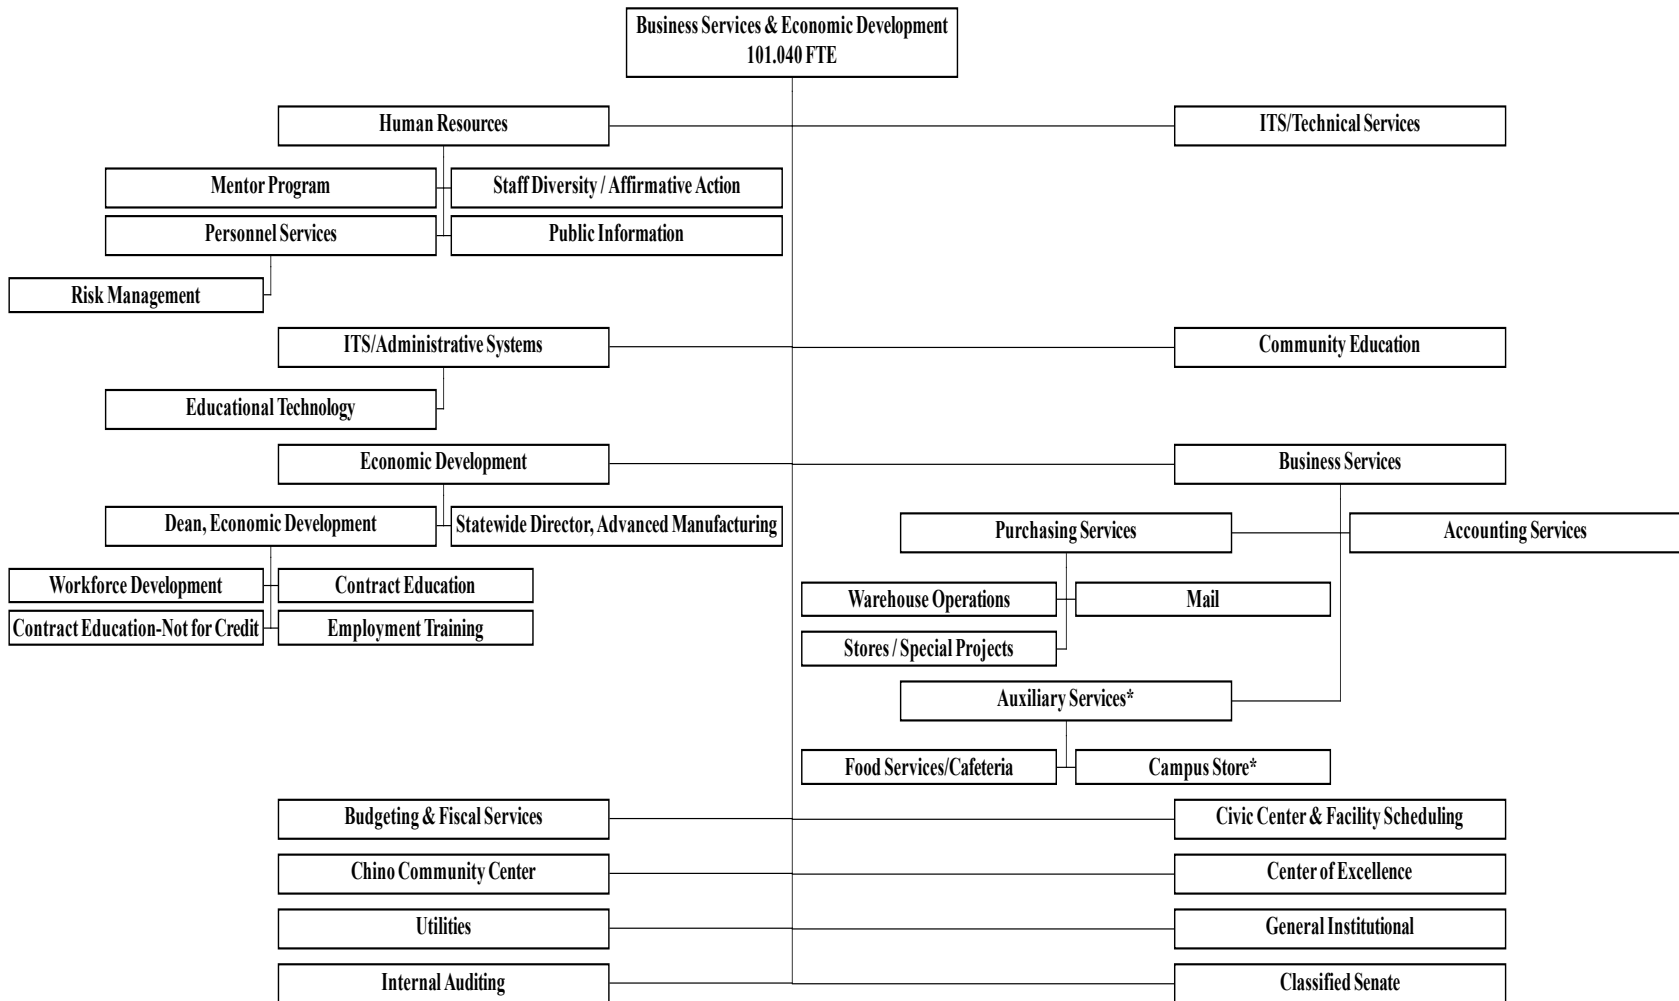 Business Services & Economic Development
101.040 FTE
Human Resources
ITS/Technical Services
Mentor Program
Staff Diversity / Affirmative Action
Personnel Services
Public Information
Risk Management
ITS/Administrative Systems
Community Education
Educational Technology
Economic Development
Business Services
Dean, Economic Development
Statewide Director, Advanced Manufacturing
Purchasing Services
Accounting Services
Workforce Development
Contract Education
Warehouse Operations
Mail
Contract Education-Not for Credit
Employment Training
Stores / Special Projects
Auxiliary Services*
Food Services/Cafeteria
Campus Store*
Budgeting & Fiscal Services
Civic Center & Facility Scheduling
Chino Community Center
Center of Excellence
Utilities
General Institutional
Internal Auditing
Classified Senate